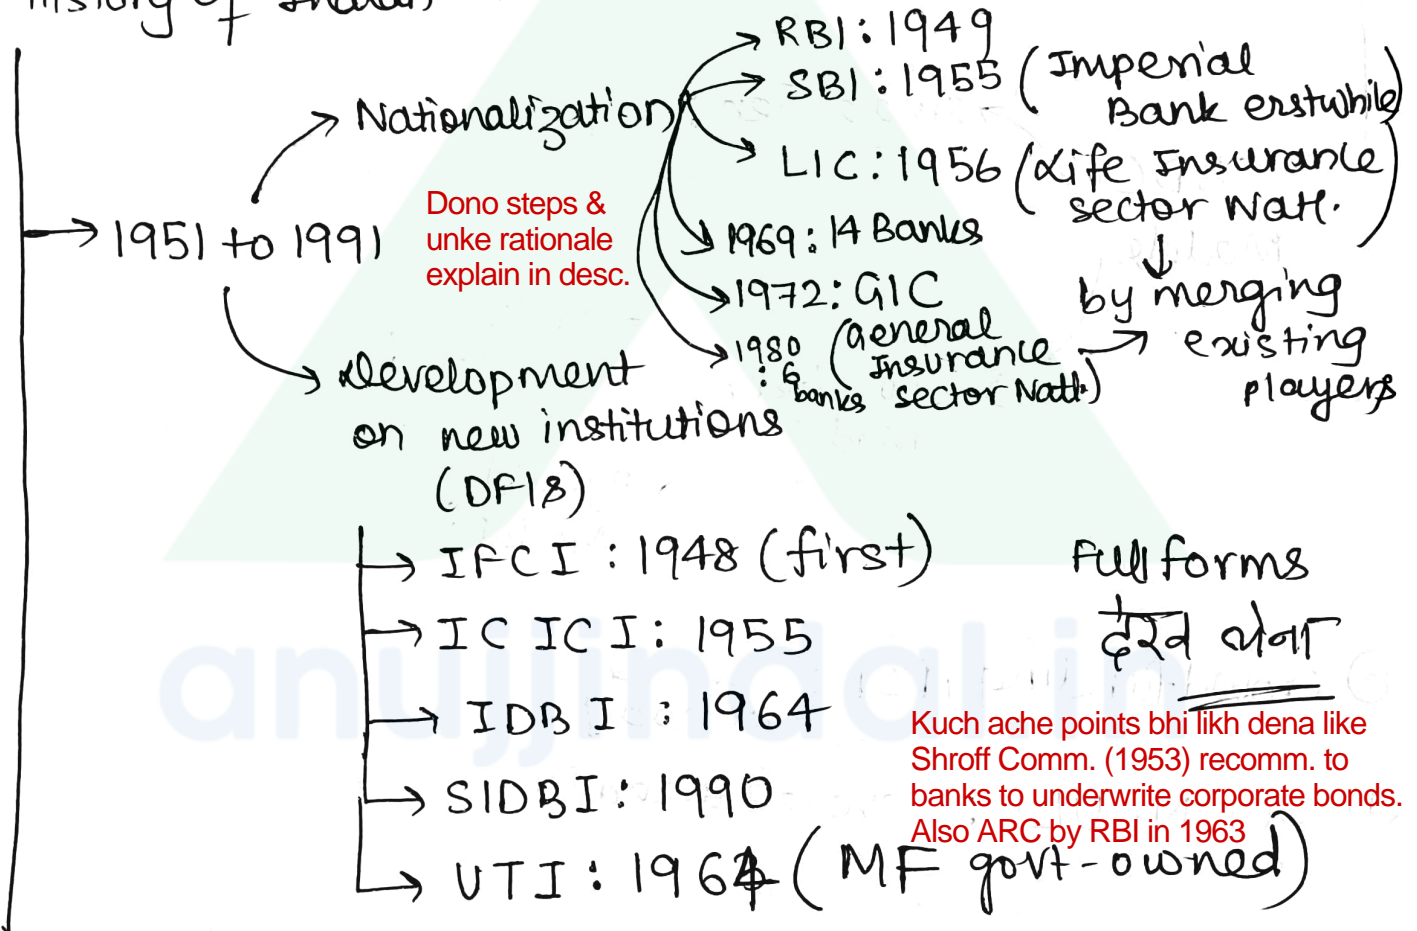 History of Indian
RBI : 1949
SBI : 1955 (Imperial
Bank erstwhile)
Nationalization
LIC : 1956 (Life Insurance
sector Natl.)
Dono steps &
unke rationale
explain in desc.
1951 to 1991
1969 : 14 Banks
1972 : GIC
(General
Insurance
sector Natl.)
1980
: 6
banks
by merging
existing
players
Development
on new institutions
(DFIs)
IFCI : 1948 (first)
Full forms
देख लेना
ICICI : 1955
anujjindal.in
IDBI : 1964
Kuch ache points bhi likh dena like
Shroff Comm. (1953) recomm. to
banks to underwrite corporate bonds.
Also ARC by RBI in 1963
SIDBI : 1990
UTI : 1964 (MF govt-owned)